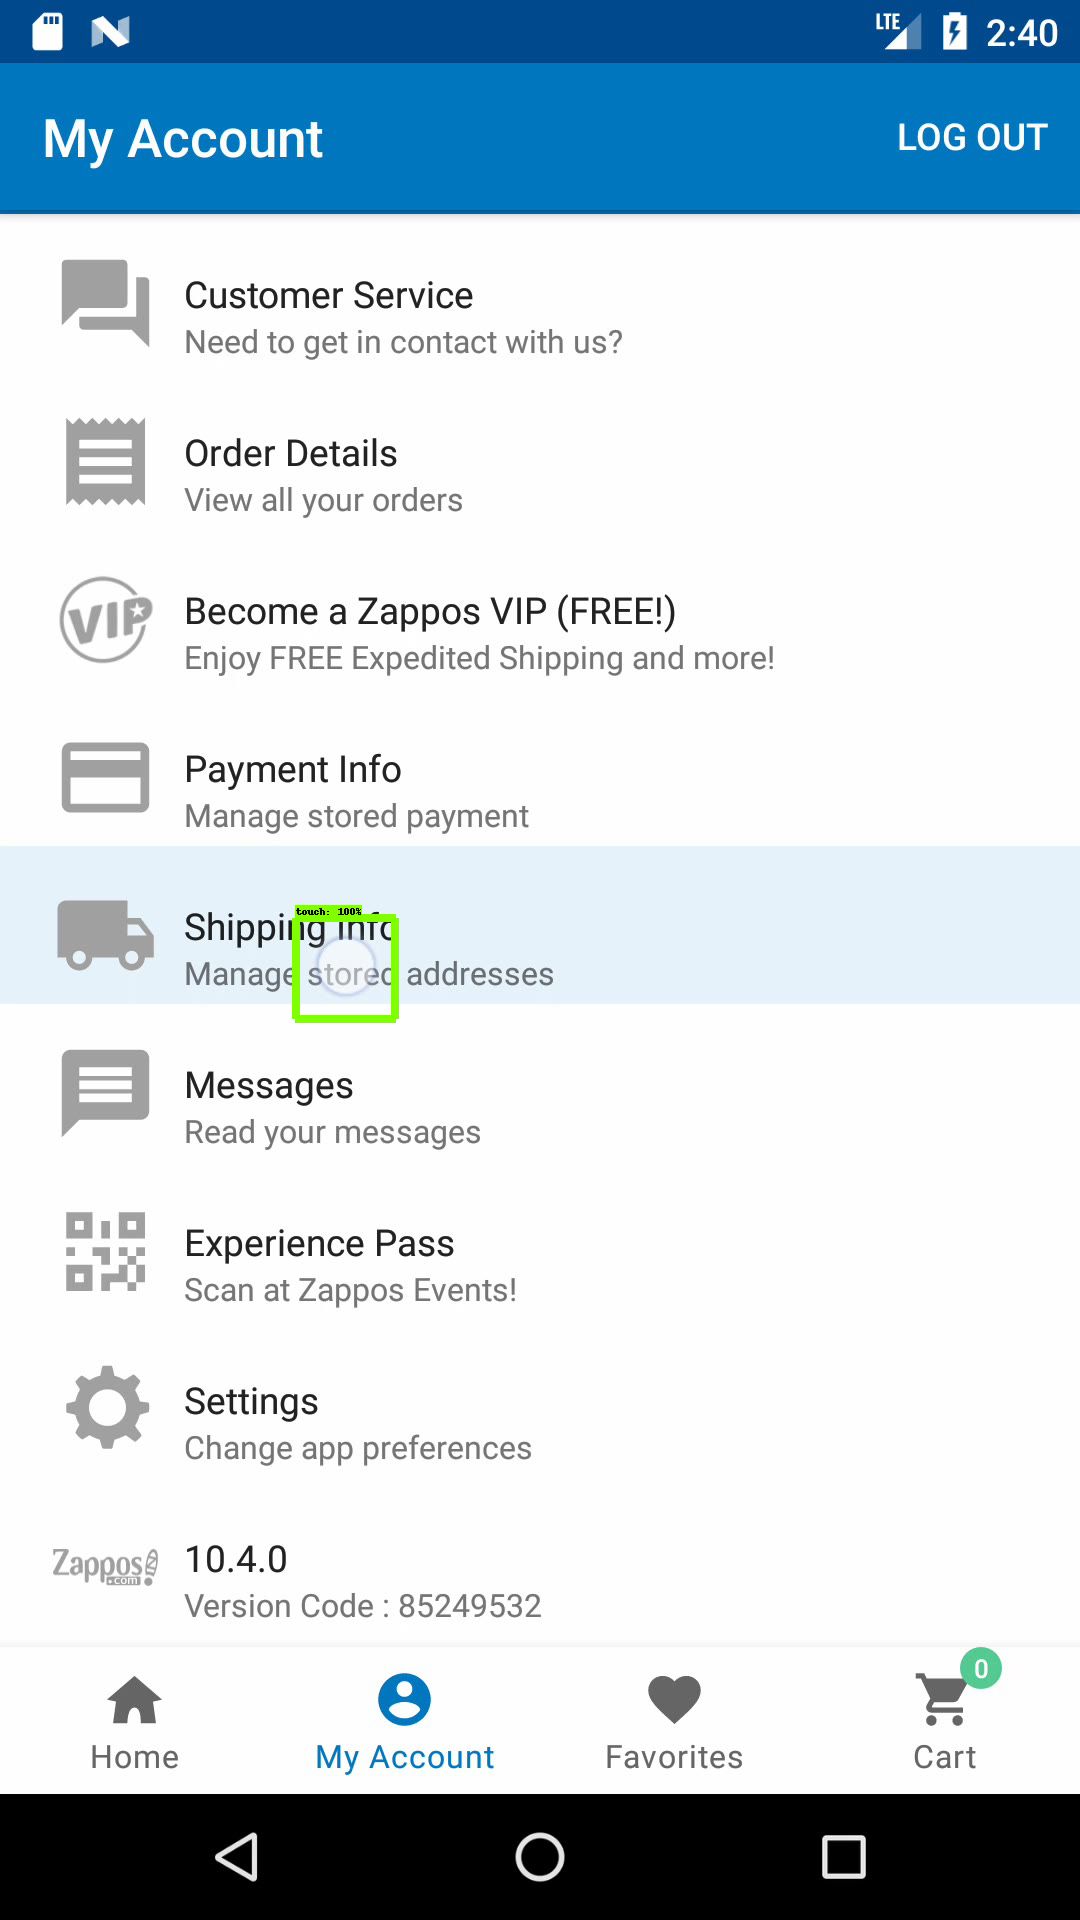 LTE 2:40
My Account LOG OUT
Customer Service
Need to get in contact with us?
Order Details
View all your orders
VIP
Become a Zappos VIP (FREE!)
Enjoy FREE Expedited Shipping and more!
Payment Info
Manage stored payment
touch: 100%
Shipping Info
Manage stored addresses
Messages
Read your messages
Experience Pass
Scan at Zappos Events!
Settings
Change app preferences
Zappos .com
10.4.0
Version Code : 85249532
0
Home My Account Favorites Cart